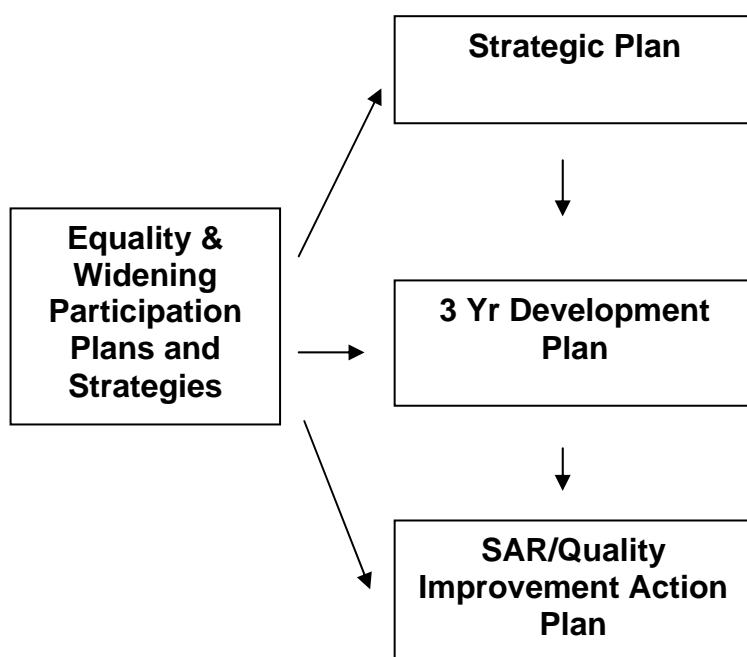 Strategic Plan
Equality &
Widening
Participation
Plans and
Strategies
3 Yr Development
Plan
SAR/Quality
Improvement Action
Plan